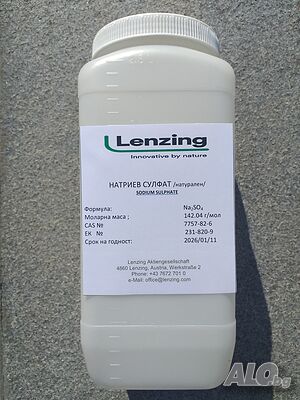 Lenzing
Innovative by nature
НАТРИЕВ СУЛФАТ /натурален/
SODIUM SULPHATE
Формула: Na₂SO₄
Моларна маса ; 142.04 г/мол
CAS № 7757-82-6
ЕК № 231-820-9
Срок на годност: 2026/01/11
Lenzing Aktiengesellschaft
4860 Lenzing, Austria, Werkstraße 2
Phone: +43 7672 701 0
e-Mail: office@lenzing.com
ALO.bg